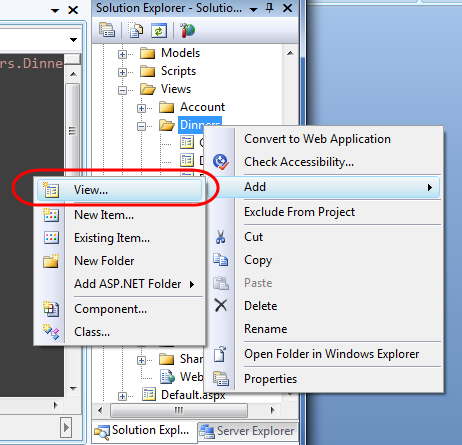 Solution Explorer - Solutio...
rs.Dinne
Models
Scripts
Views
Account
Dinners
Convert to Web Application
Check Accessibility...
Add
Exclude From Project
Cut
Copy
Paste
Delete
Rename
Open Folder in Windows Explorer
Properties
View...
New Item...
Existing Item...
New Folder
Add ASP.NET Folder
Component...
Class...
Shar
Web
Default.aspx
Solution Expl...
Server Explorer